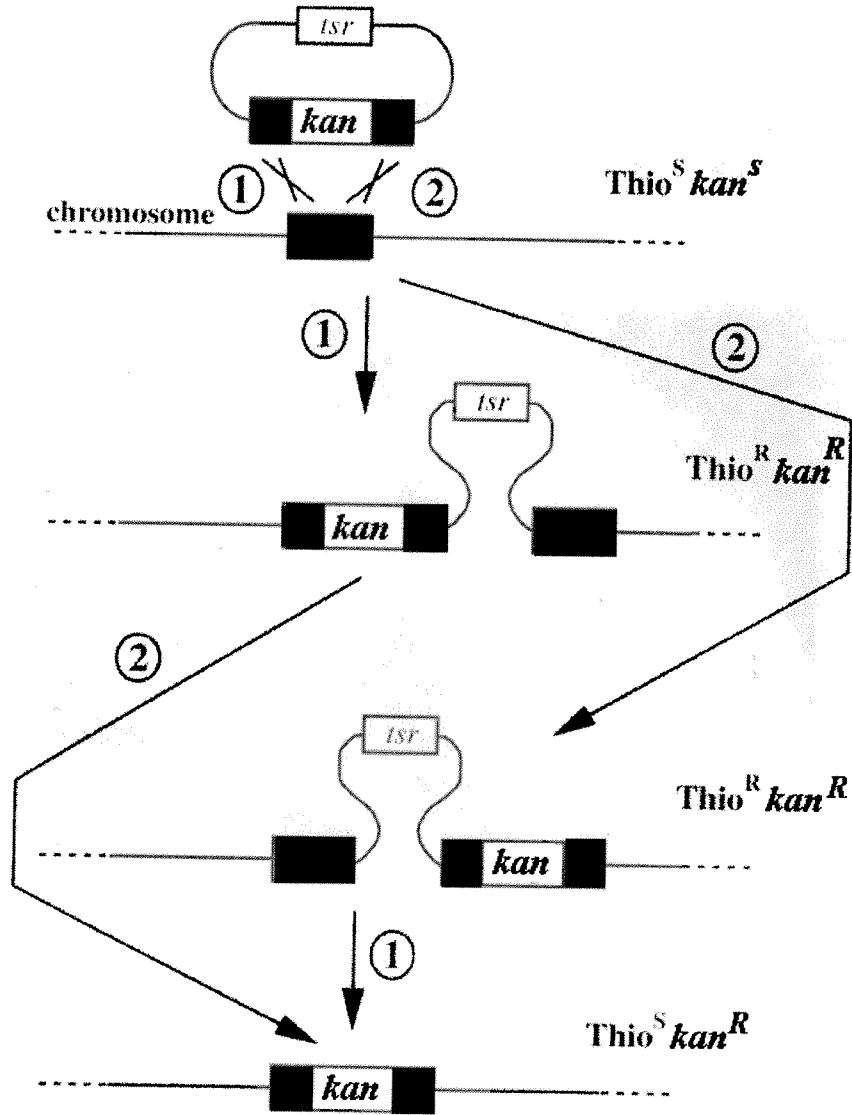 tsr
kan
① ② Thio^S kan^s
chromosome
①
②
tsr
Thio^R kan^R
kan
②
tsr
Thio^R kan^R
kan
①
Thio^S kan^R
kan